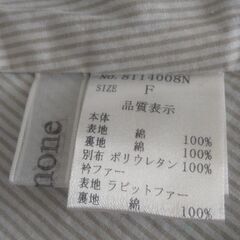 No. 8114008N
SIZE F
品質表示
本体
表地 綿 100%
裏地 綿 100%
別布 ポリウレタン 100%
衿ファー
表地 ラビットファー
裏地 綿 100%
none